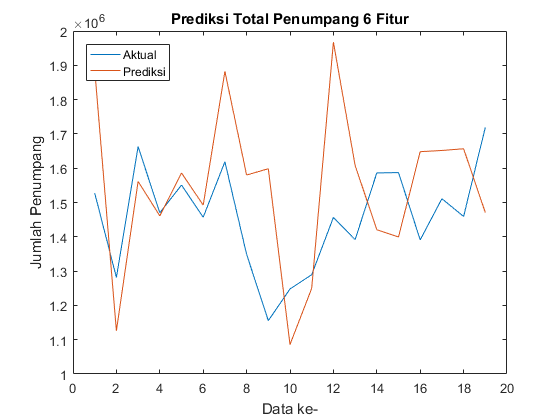 Prediksi Total Penumpang 6 Fitur
×10^6
2
1.9
1.8
1.7
1.6
1.5
1.4
1.3
1.2
1.1
1
Jumlah Penumpang
Aktual
Prediksi
0 2 4 6 8 10 12 14 16 18 20
Data ke-